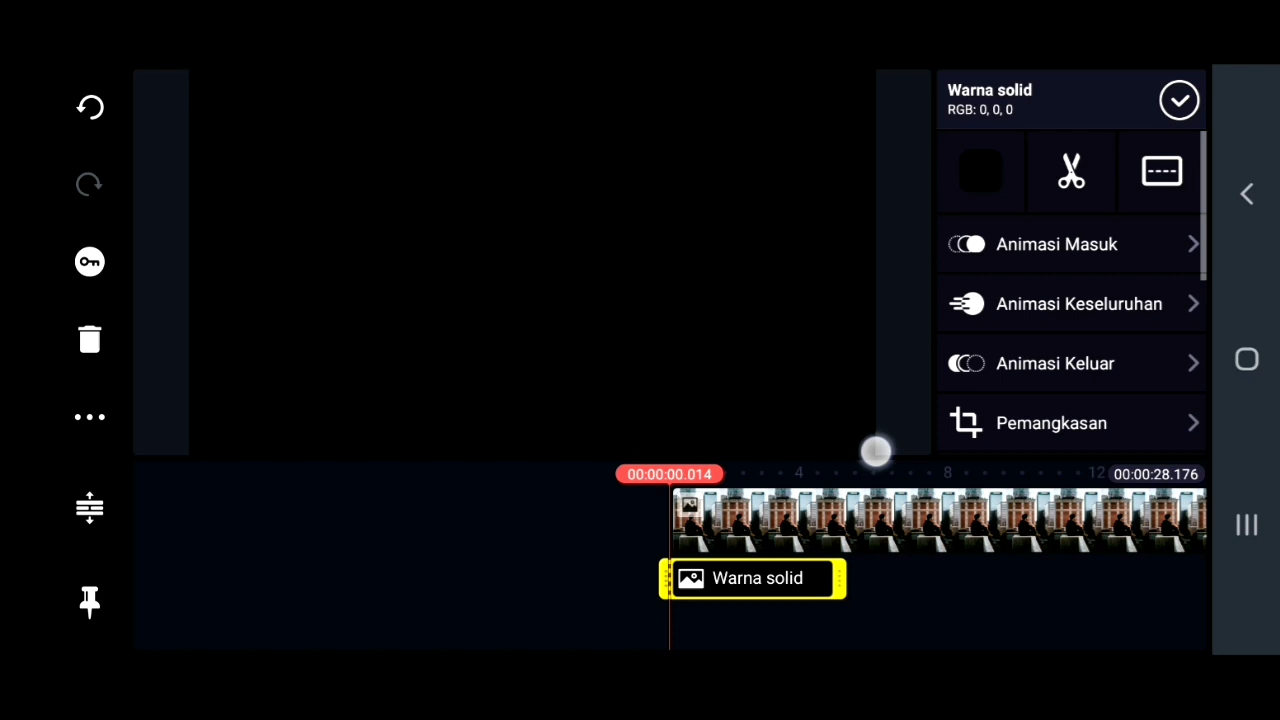 Warna solid
RGB: 0, 0, 0
Animasi Masuk
Animasi Keseluruhan
Animasi Keluar
Pemangkasan
00:00:00.014
4
8
12
00:00:28.176
Warna solid